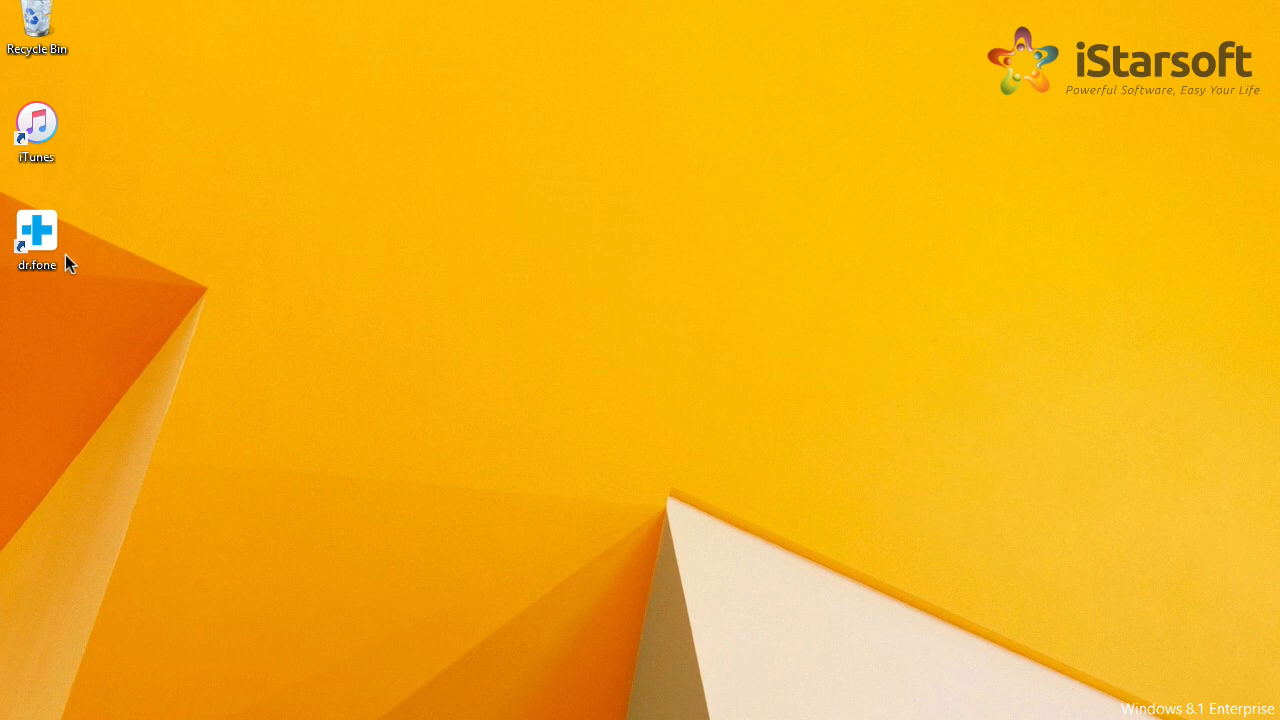 Recycle Bin
iTunes
dr.fone
iStarsoft
Powerful Software, Easy Your Life
Windows 8.1 Enterprise